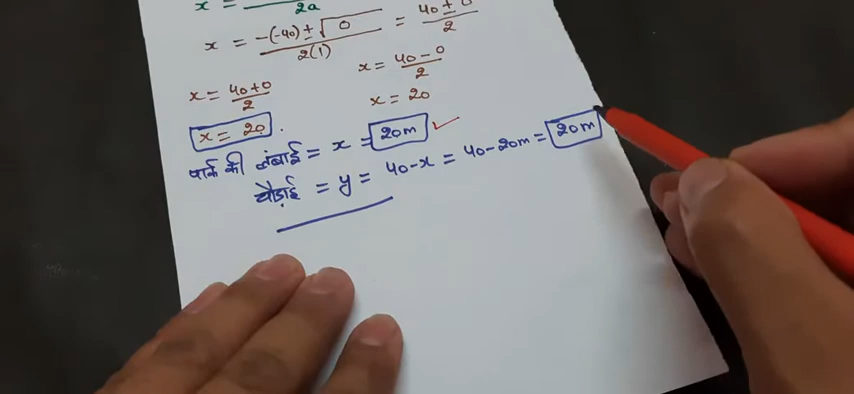 x = ―― 2a
x = -(-40) ± √0 / 2(1) = 40 ± 0 / 2
x = 40+0 / 2
x = 40-0 / 2
x = 20.
x = 20
पार्क की लंबाई = x = 20m ✓
चौड़ाई = y = 40-x = 40-20m = 20m